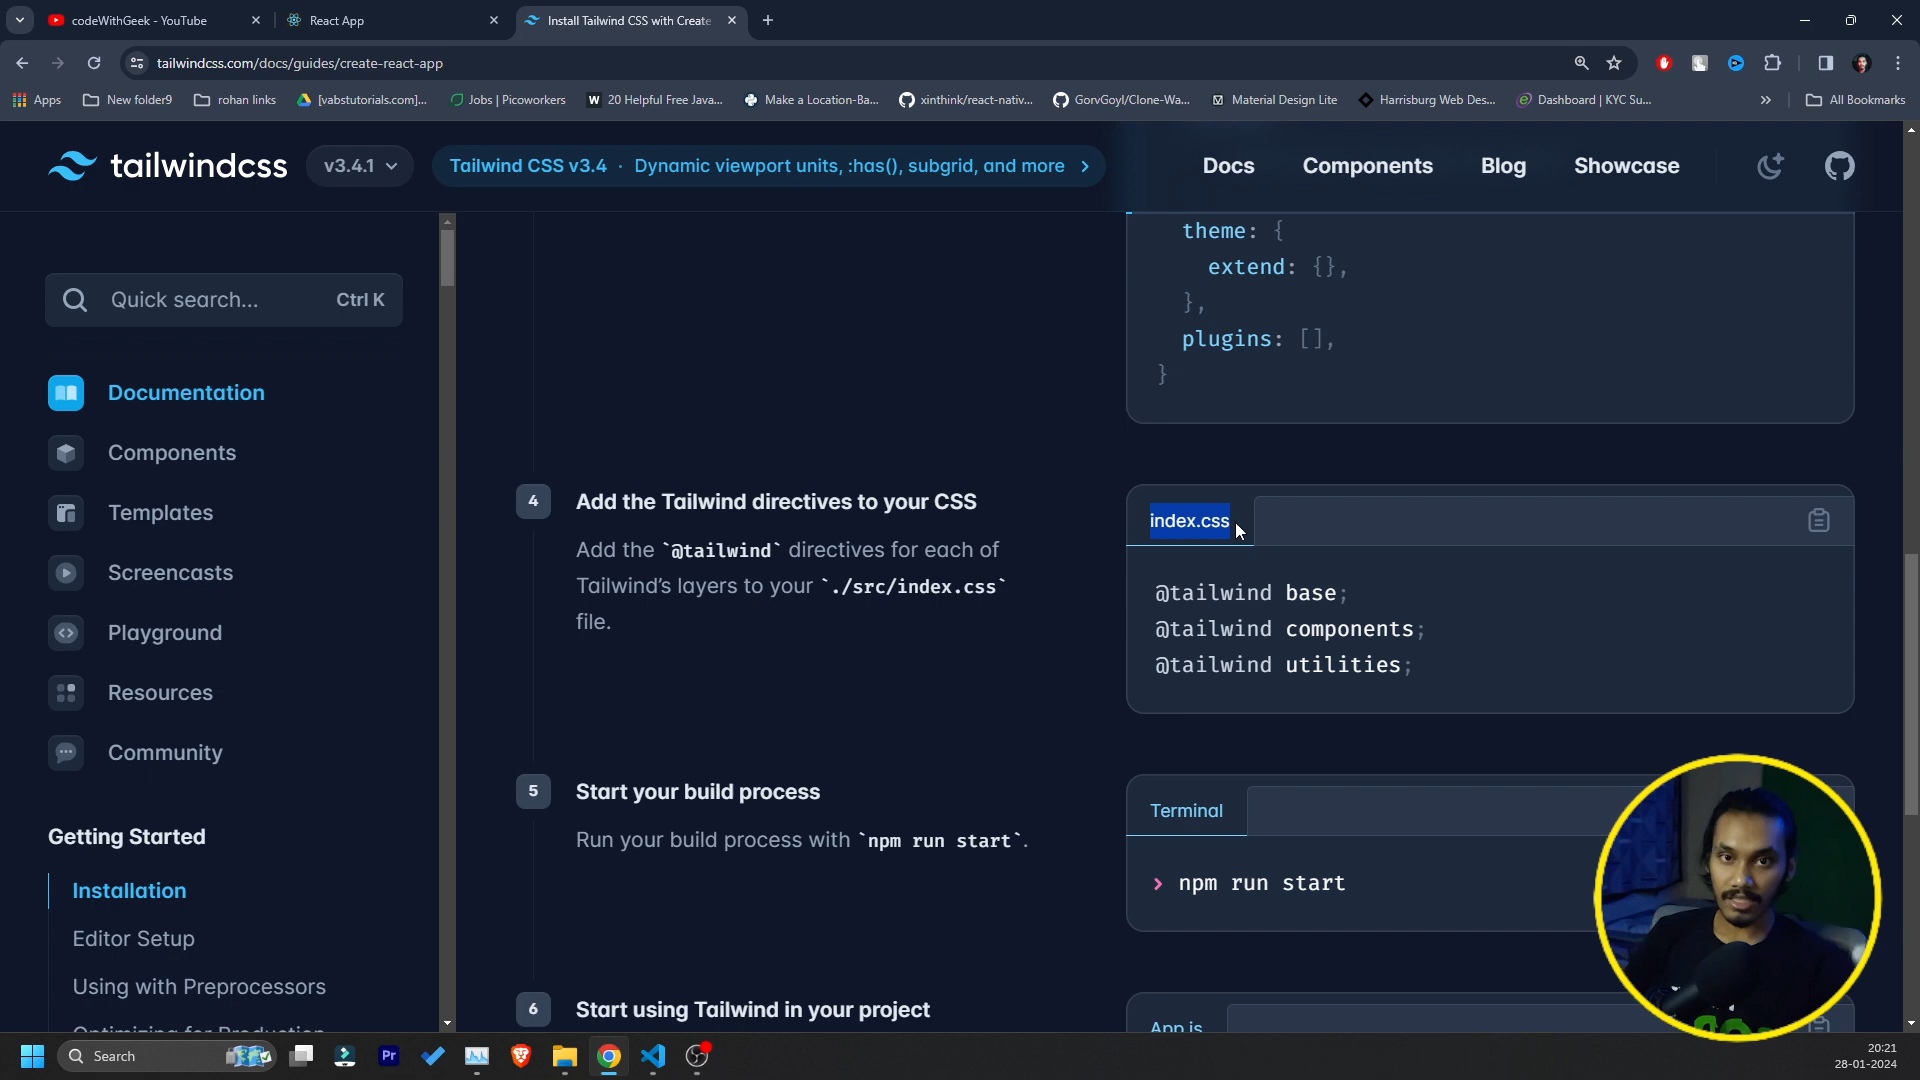 codeWithGeek - YouTube
React App
Install Tailwind CSS with Create
tailwindcss.com/docs/guides/create-react-app
Apps
New folder9
rohan links
[vabstutorials.com]...
Jobs | Picoworkers
W 20 Helpful Free Java...
Make a Location-Ba...
xinthink/react-nativ...
GorvGoyl/Clone-Wa...
Material Design Lite
Harrisburg Web Des...
Dashboard | KYC Su...
All Bookmarks
tailwindcss
v3.4.1
Tailwind CSS v3.4 · Dynamic viewport units, :has(), subgrid, and more
Docs
Components
Blog
Showcase
Quick search...
Ctrl K
Documentation
Components
Templates
Screencasts
Playground
Resources
Community
Getting Started
Installation
Editor Setup
Using with Preprocessors
Optimizing for Production
theme: {
extend: {},
},
plugins: [],
}
4
Add the Tailwind directives to your CSS
Add the `@tailwind` directives for each of
Tailwind's layers to your `./src/index.css`
file.
index.css
@tailwind base;
@tailwind components;
@tailwind utilities;
5
Start your build process
Run your build process with `npm run start`.
Terminal
> npm run start
6
Start using Tailwind in your project
App.js
Search
Pr
20:21
28-01-2024